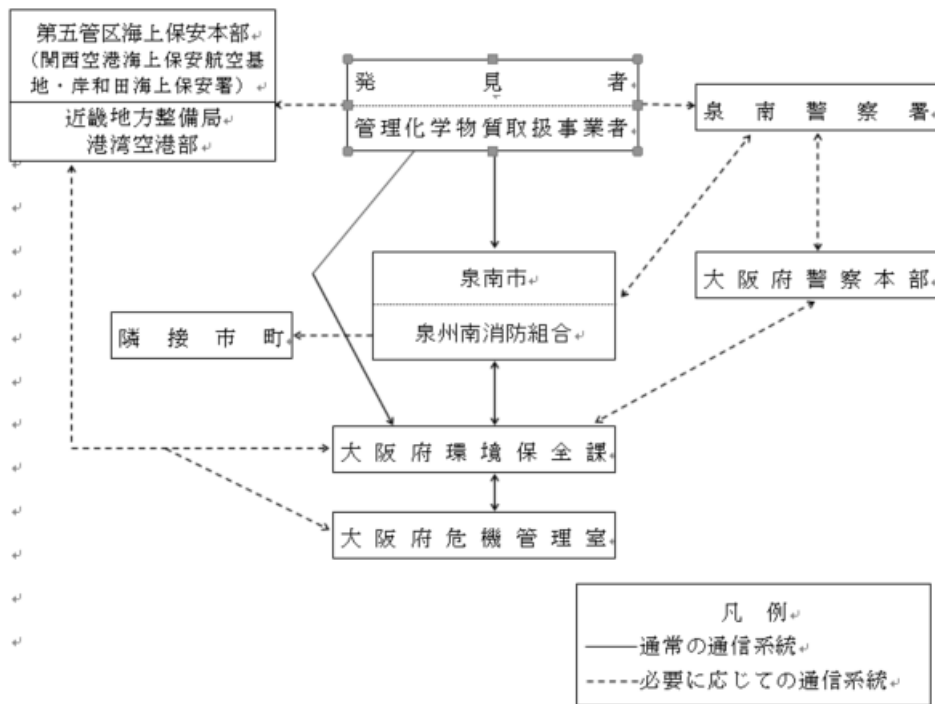 第五管区海上保安本部
(関西空港海上保安航空基
地・岸和田海上保安署)
近畿地方整備局
港湾空港部
発見者
管理化学物質取扱事業者
泉南警察署
泉南市
泉州南消防組合
大阪府警察本部
隣接市町
大阪府環境保全課
大阪府危機管理室
凡例
通常の通信系統
必要に応じての通信系統